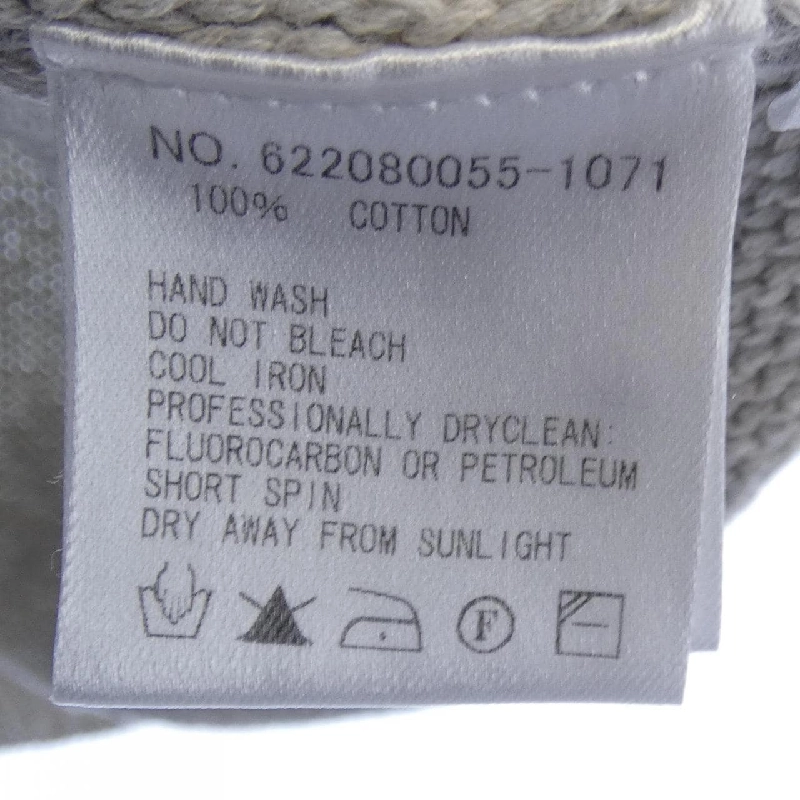 NO. 622080055-1071
100% COTTON
HAND WASH
DO NOT BLEACH
COOL IRON
PROFESSIONALLY DRYCLEAN:
FLUOROCARBON OR PETROLEUM
SHORT SPIN
DRY AWAY FROM SUNLIGHT
F